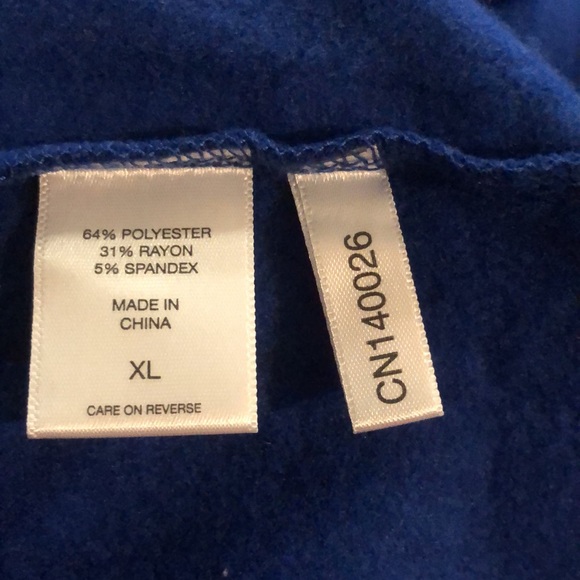 64% POLYESTER
31% RAYON
5% SPANDEX
MADE IN
CHINA
XL
CARE ON REVERSE
CN140026